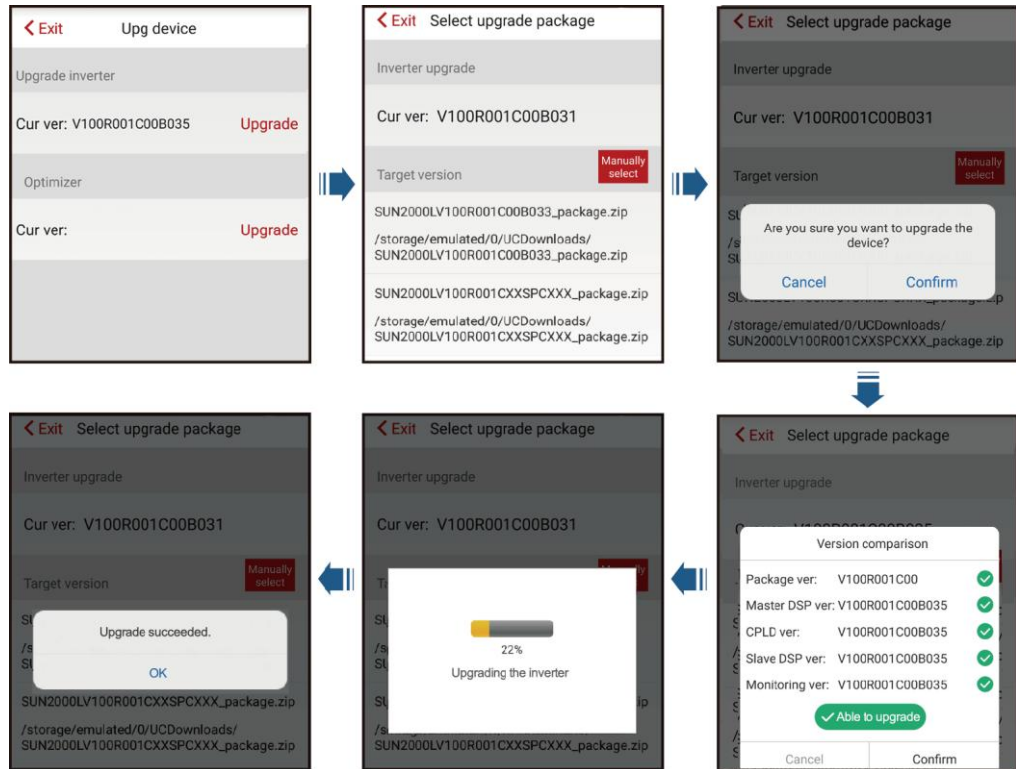 Exit Upg device
Upgrade inverter
Cur ver: V100R001C00B035 Upgrade
Optimizer
Cur ver: Upgrade
Exit Select upgrade package
Inverter upgrade
Cur ver: V100R001C00B031
Target version Manually
select
SUN2000LV100R001C00B033_package.zip
/storage/emulated/0/UCDownloads/
SUN2000LV100R001C00B033_package.zip
SUN2000LV100R001CXXSPCXXX_package.zip
/storage/emulated/0/UCDownloads/
SUN2000LV100R001CXXSPCXXX_package.zip
Exit Select upgrade package
Inverter upgrade
Cur ver: V100R001C00B031
Target version Manually
select
Are you sure you want to upgrade the
device?
Cancel Confirm
/storage/emulated/0/UCDownloads/
SUN2000LV100R001CXXSPCXXX_package.zip
Exit Select upgrade package
Inverter upgrade
Version comparison
Package ver: V100R001C00
Master DSP ver: V100R001C00B035
CPLD ver: V100R001C00B035
Slave DSP ver: V100R001C00B035
Monitoring ver: V100R001C00B035
Able to upgrade
Cancel Confirm
Exit Select upgrade package
Inverter upgrade
Cur ver: V100R001C00B031
22%
Upgrading the inverter
SUN2000LV100R001CXXSPCXXX_package.zip
Exit Select upgrade package
Inverter upgrade
Cur ver: V100R001C00B031
Target version Manually
select
Upgrade succeeded.
OK
SUN2000LV100R001CXXSPCXXX_package.zip
/storage/emulated/0/UCDownloads/
SUN2000LV100R001CXXSPCXXX_package.zip